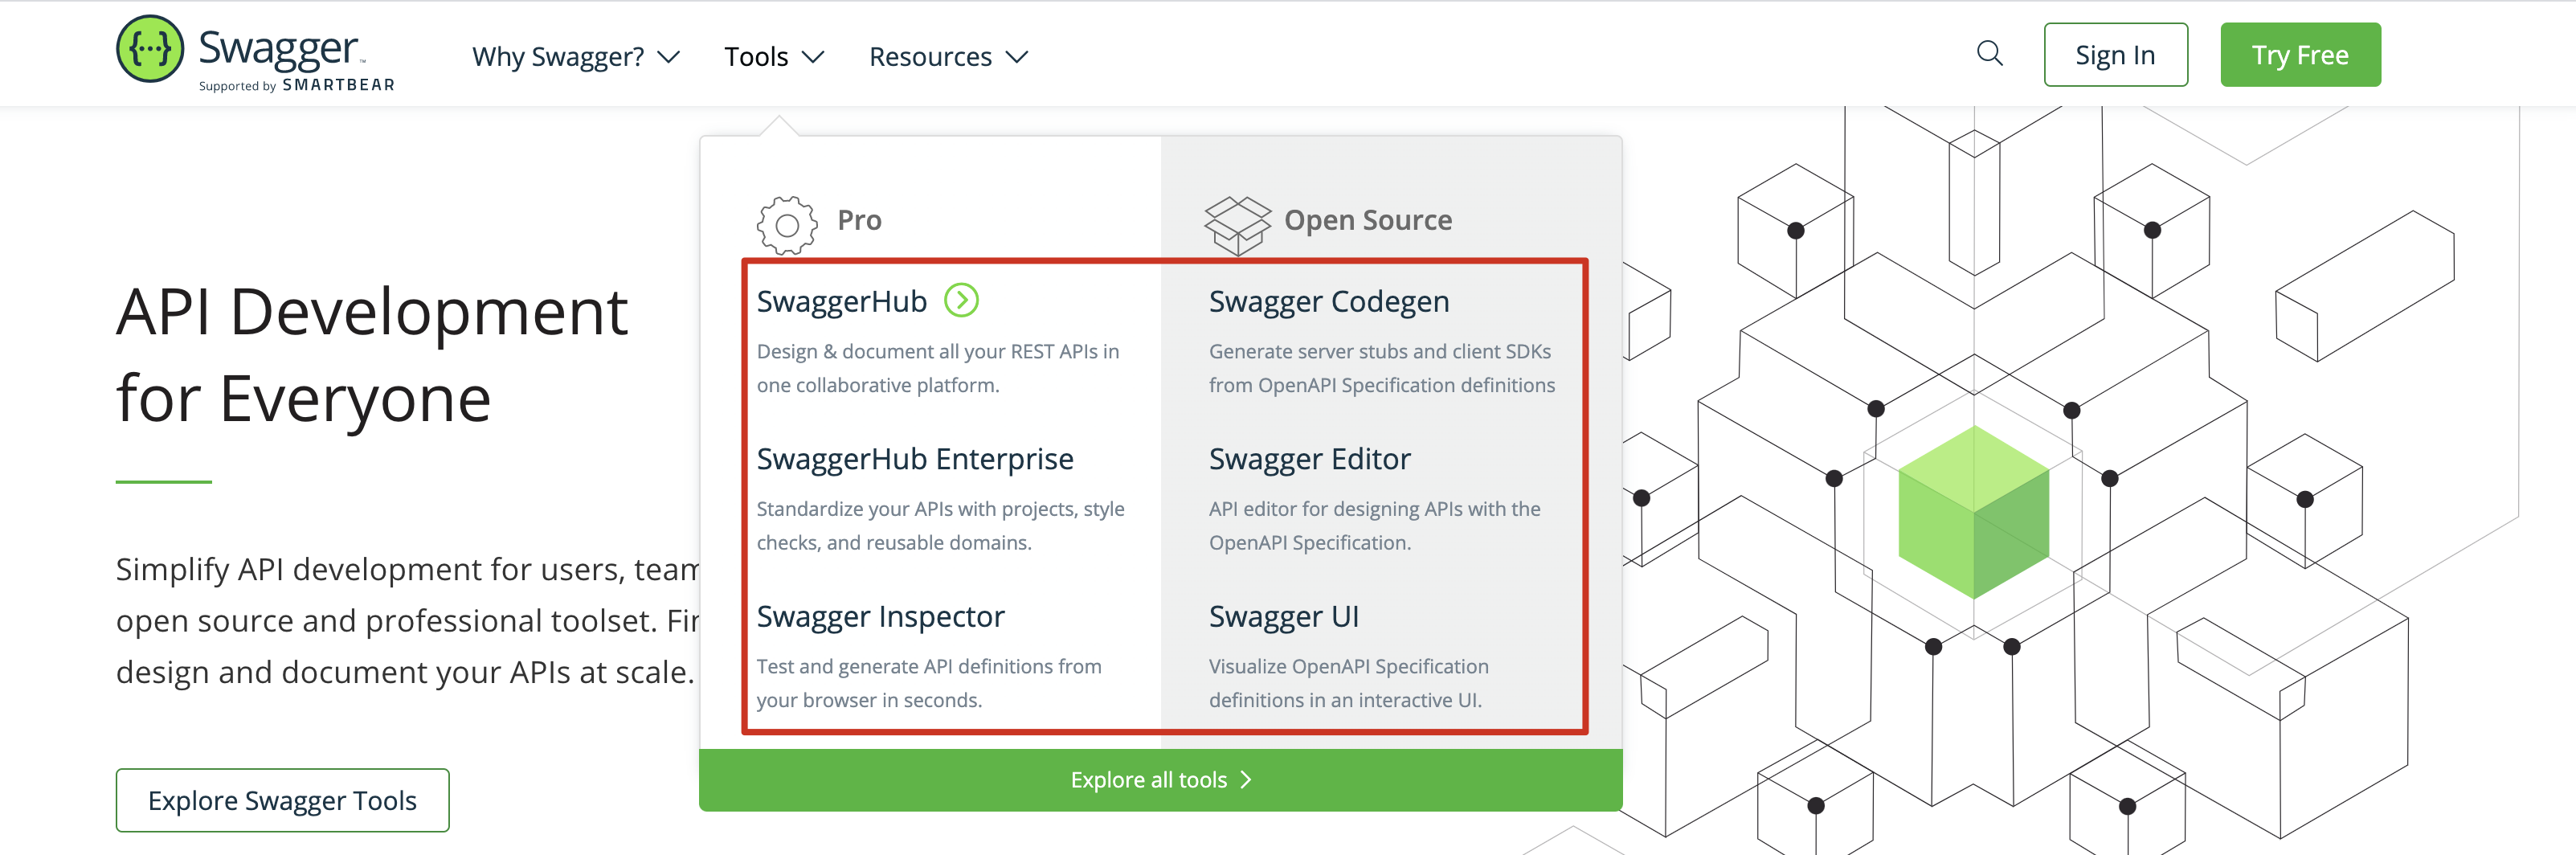 {...} Swagger™
Supported by SMARTBEAR
Why Swagger?
Tools
Resources
Sign In
Try Free
API Development
for Everyone
Simplify API development for users, team
open source and professional toolset. Fin
design and document your APIs at scale.
Explore Swagger Tools
Pro
SwaggerHub
Design & document all your REST APIs in
one collaborative platform.
SwaggerHub Enterprise
Standardize your APIs with projects, style
checks, and reusable domains.
Swagger Inspector
Test and generate API definitions from
your browser in seconds.
Open Source
Swagger Codegen
Generate server stubs and client SDKs
from OpenAPI Specification definitions
Swagger Editor
API editor for designing APIs with the
OpenAPI Specification.
Swagger UI
Visualize OpenAPI Specification
definitions in an interactive UI.
Explore all tools